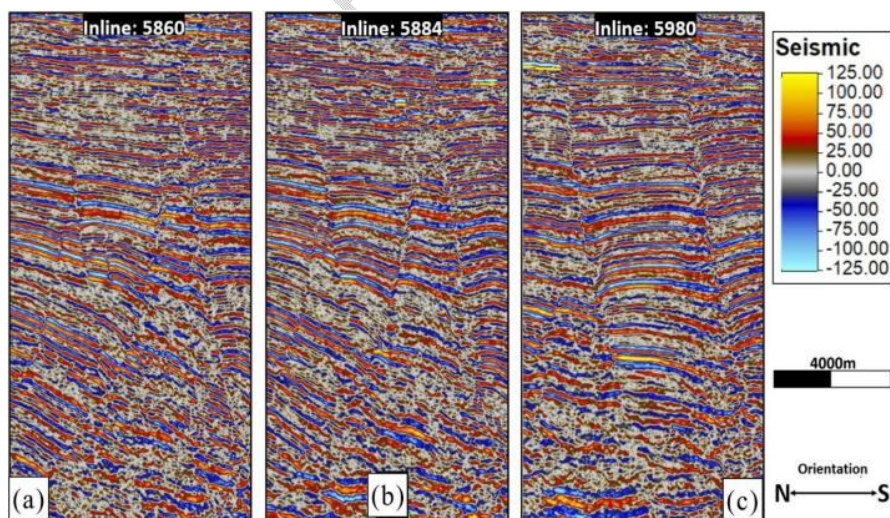 Inline: 5860
Inline: 5884
Inline: 5980
Seismic
125.00
100.00
75.00
50.00
25.00
0.00
-25.00
-50.00
-75.00
-100.00
-125.00
4000m
Orientation
N S
(a)
(b)
(c)